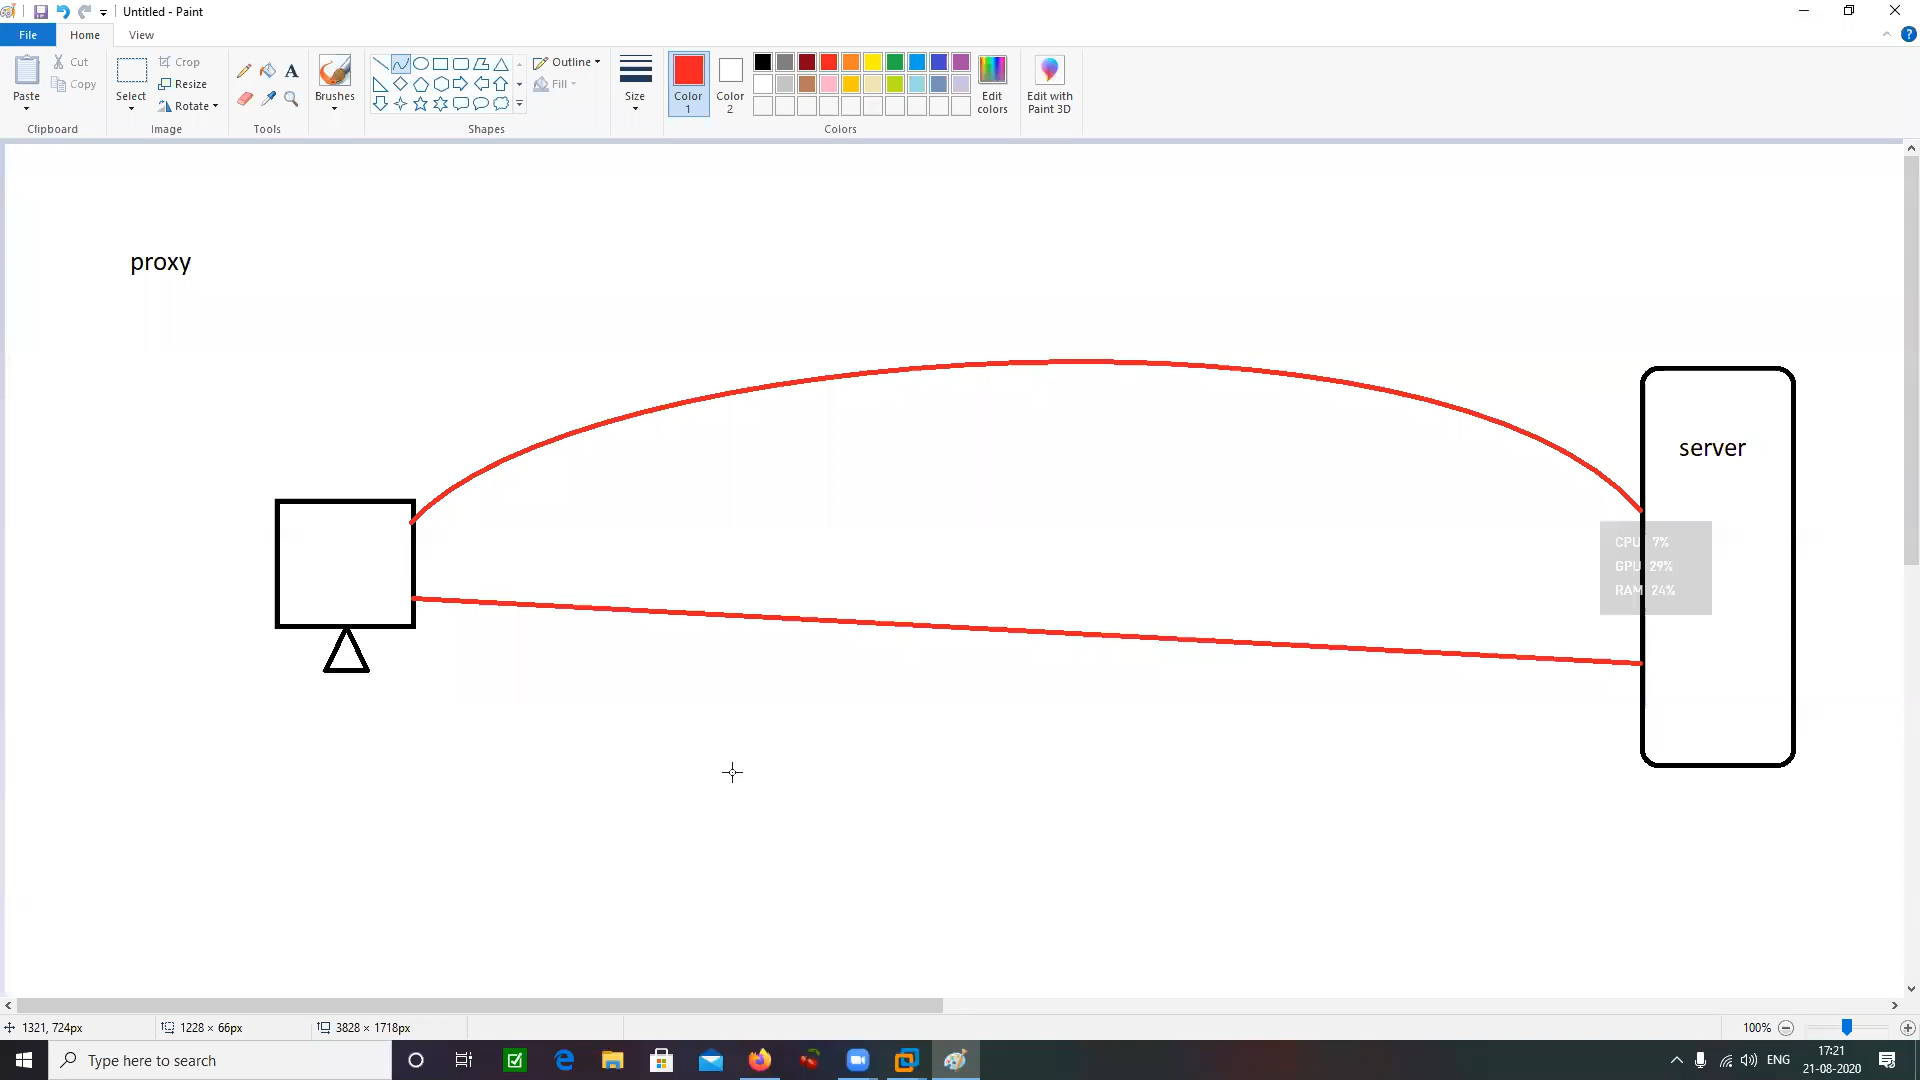 Untitled - Paint
File Home View
Paste
Cut
Copy
Clipboard
Select
Crop
Resize
Rotate
Image
A
Tools
Brushes
Shapes
Outline
Fill
Size
Color 1
Color 2
Edit colors
Colors
Edit with Paint 3D
proxy
server
CPU 7%
GPU 29%
RAM 24%
1321, 724px
1228 × 66px
3828 × 1718px
100%
Type here to search
ENG
17:21
21-08-2020